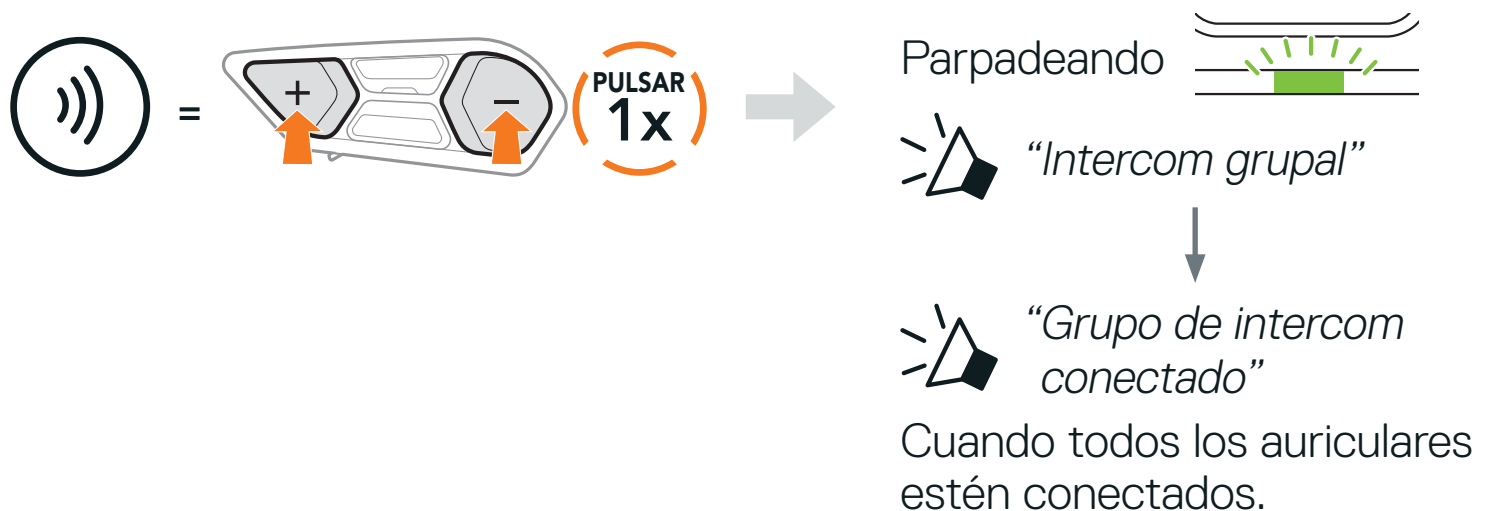 =
+
−
PULSAR
1x
Parpadeando
“Intercom grupal”
“Grupo de intercom
conectado”
Cuando todos los auriculares
estén conectados.